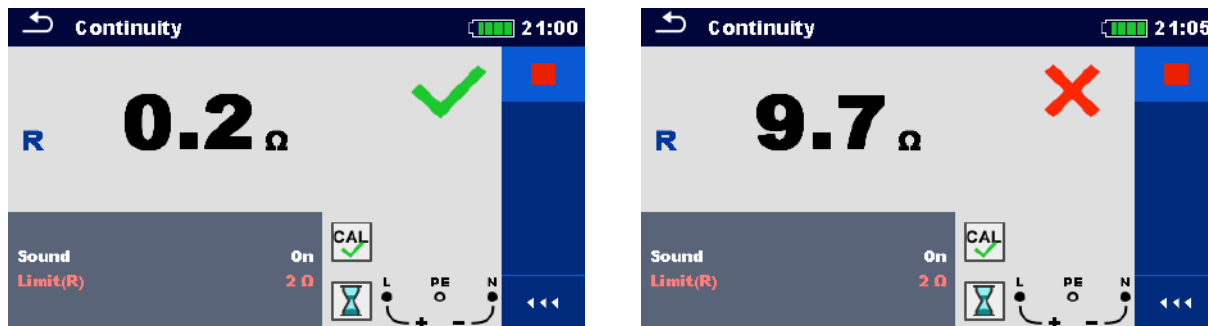 Continuity 21:00
R 0.2 Ω
CAL
Sound On
Limit(R) 2 Ω
L PE N
+ -
Continuity 21:05
R 9.7 Ω
CAL
Sound On
Limit(R) 2 Ω
L PE N
+ -